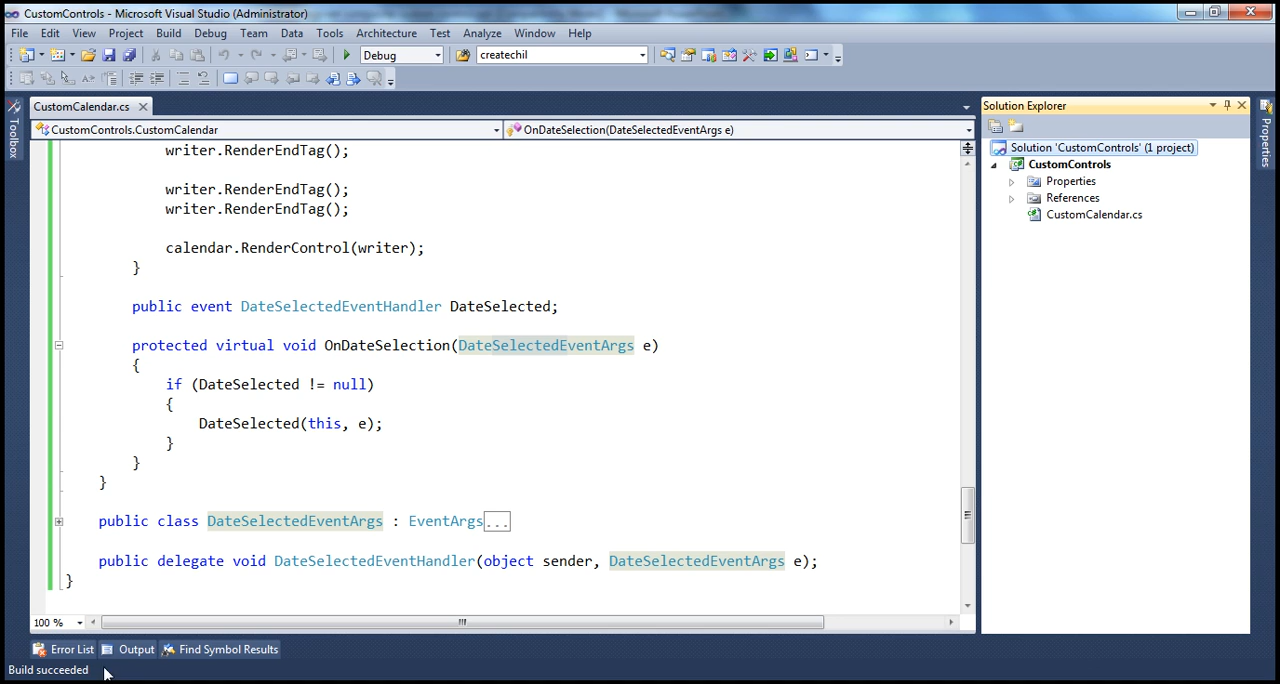 CustomControls - Microsoft Visual Studio (Administrator)
File Edit View Project Build Debug Team Data Tools Architecture Test Analyze Window Help
Debug createchil
CustomCalendar.cs
Solution Explorer
Toolbox
Properties
CustomControls.CustomCalendar OnDateSelection(DateSelectedEventArgs e)
Solution 'CustomControls' (1 project)
CustomControls
Properties
References
CustomCalendar.cs
writer.RenderEndTag();
writer.RenderEndTag();
writer.RenderEndTag();
calendar.RenderControl(writer);
}
public event DateSelectedEventHandler DateSelected;
protected virtual void OnDateSelection(DateSelectedEventArgs e)
{
if (DateSelected != null)
{
DateSelected(this, e);
}
}
}
public class DateSelectedEventArgs : EventArgs...
public delegate void DateSelectedEventHandler(object sender, DateSelectedEventArgs e);
}
100 %
Error List Output Find Symbol Results
Build succeeded